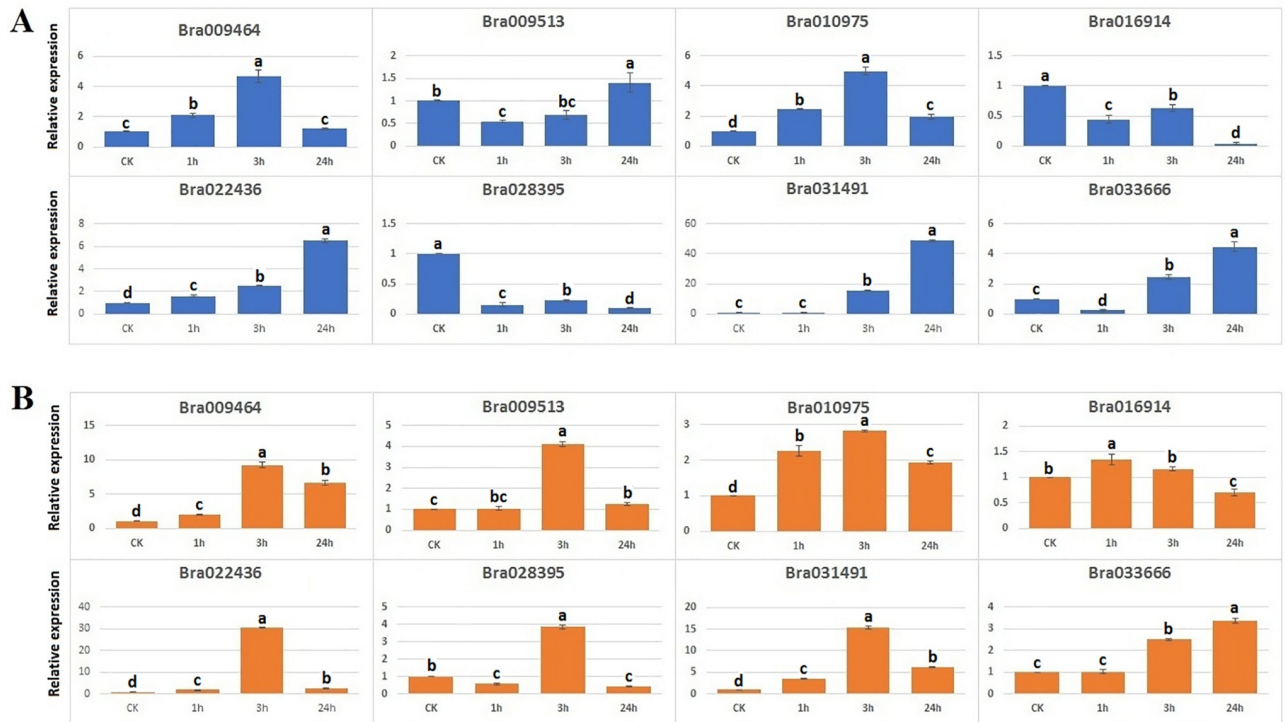 A
Bra009464 Bra009513 Bra010975 Bra016914
Relative expression
6 4 2 0
c b a c
CK 1h 3h 24h
2 1.5 1 0.5 0
b c bc a
CK 1h 3h 24h
6 4 2 0
d b a c
CK 1h 3h 24h
1.5 1 0.5 0
a c b d
CK 1h 3h 24h
Bra022436 Bra028395 Bra031491 Bra033666
Relative expression
8 6 4 2 0
d c b a
CK 1h 3h 24h
1.5 1 0.5 0
a c b d
CK 1h 3h 24h
60 40 20 0
c c b a
CK 1h 3h 24h
6 4 2 0
c d b a
CK 1h 3h 24h
B
Bra009464 Bra009513 Bra010975 Bra016914
Relative expression
15 10 5 0
d c a b
CK 1h 3h 24h
5 4 3 2 1 0
c bc a b
CK 1h 3h 24h
3 2 1 0
d b a c
CK 1h 3h 24h
2 1.5 1 0.5 0
b a b c
CK 1h 3h 24h
Bra022436 Bra028395 Bra031491 Bra033666
Relative expression
40 30 20 10 0
d c a b
CK 1h 3h 24h
5 4 3 2 1 0
b c a c
CK 1h 3h 24h
20 15 10 5 0
d c a b
CK 1h 3h 24h
4 3 2 1 0
c c b a
CK 1h 3h 24h